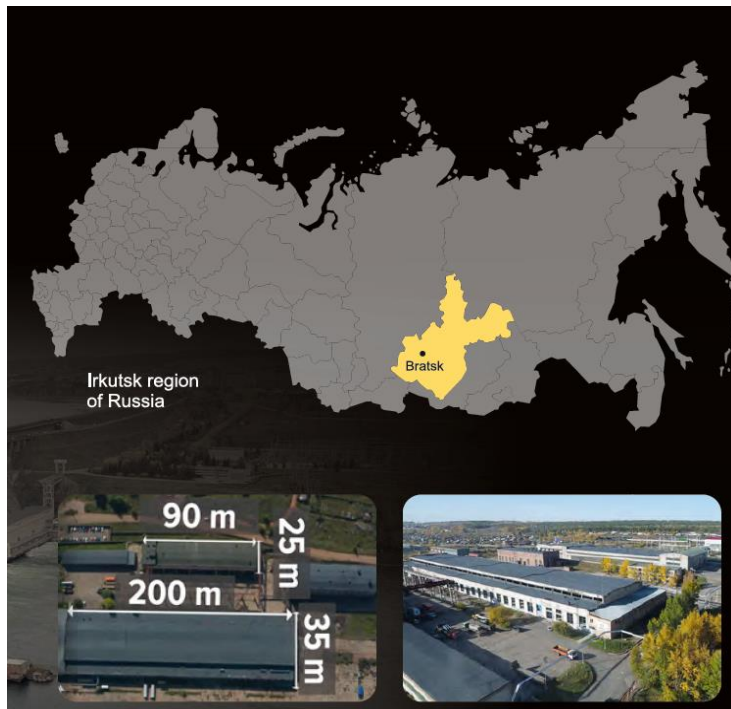 Bratsk
Irkutsk region
of Russia
90 m
25 m
200 m
35 m